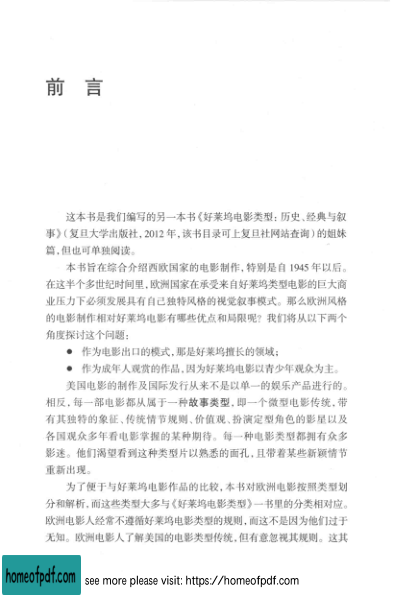 前 言
这本书是我们编写的另一本书《好莱坞电影类型：历史、经典与叙
事》（复旦大学出版社，2012 年，该书目录可上复旦社网站查询）的姐妹
篇，但也可单独阅读。
本书旨在综合介绍西欧国家的电影制作，特别是自 1945 年以后。
在这半个多世纪时间里，欧洲国家在承受来自好莱坞类型电影的巨大商
业压力下必须发展具有自己独特风格的视觉叙事模式。那么欧洲风格
的电影制作相对好莱坞电影有哪些优点和局限呢？我们将从以下两个
角度探讨这个问题：
● 作为电影出口的模式，那是好莱坞擅长的领域；
● 作为成年人观赏的作品，因为好莱坞电影以青少年观众为主。
美国电影的制作及国际发行从来不是以单一的娱乐产品进行的。
相反，每一部电影都从属于一种故事类型，即一个微型电影传统，带
有其独特的象征、传统情节规则、价值观、扮演定型角色的影星以及
各国观众多年看电影掌握的某种期待。每一种电影类型都拥有众多
影迷。他们渴望看到这种类型片以熟悉的面孔，且带着某些新颖情节
重新出现。
为了便于与好莱坞电影作品的比较，本书对欧洲电影按照类型划
分和解析，而这些类型大多与《好莱坞电影类型》一书里的分类相对应。
欧洲电影人经常不遵循好莱坞电影类型的规则，而这不是因为他们过于
无知。欧洲电影人了解美国的电影类型传统，但有意忽视其规则。这其
homeofpdf.com see more please visit: https://homeofpdf.com